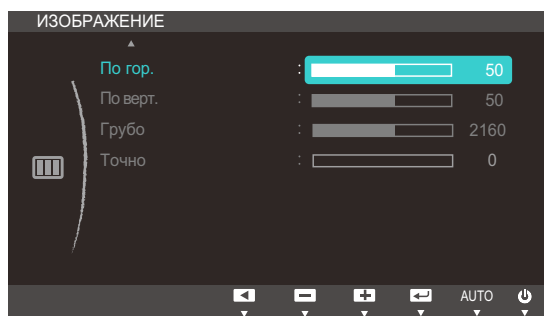 ИЗОБРАЖЕНИЕ
По гор. : 50
По верт. : 50
Грубо : 2160
Точно : 0
AUTO